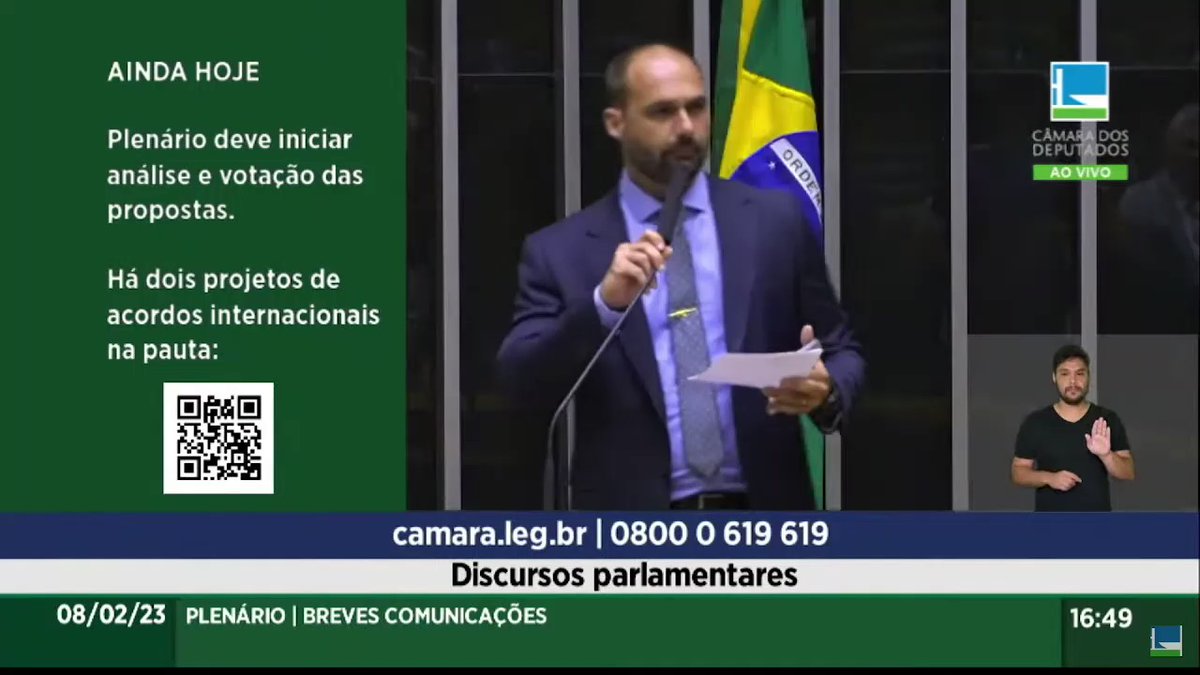 AINDA HOJE
Plenário deve iniciar
análise e votação das
propostas.
Há dois projetos de
acordos internacionais
na pauta:
ORDEM
CÂMARA DOS
DEPUTADOS
AO VIVO
camara.leg.br | 0800 0 619 619
Discursos parlamentares
08/02/23
PLENÁRIO | BREVES COMUNICAÇÕES
16:49